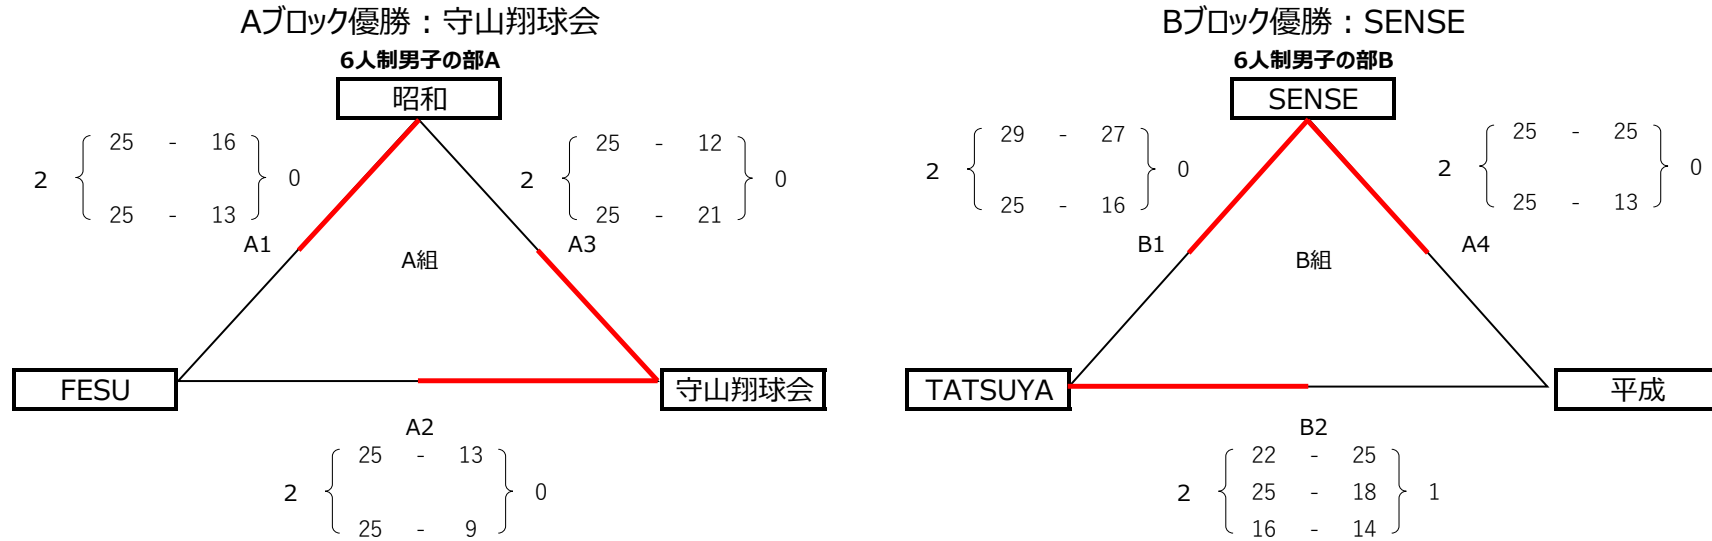 Aブロック優勝：守山翔球会
6人制男子の部A
昭和
25 - 16
2 0
25 - 13
A1
25 - 12
2 0
25 - 21
A3
A組
FESU
守山翔球会
A2
25 - 13
2 0
25 - 9
Bブロック優勝：SENSE
6人制男子の部B
SENSE
29 - 27
2 0
25 - 16
B1
25 - 25
2 0
25 - 13
A4
B組
TATSUYA
平成
B2
22 - 25
2 25 - 18 1
16 - 14